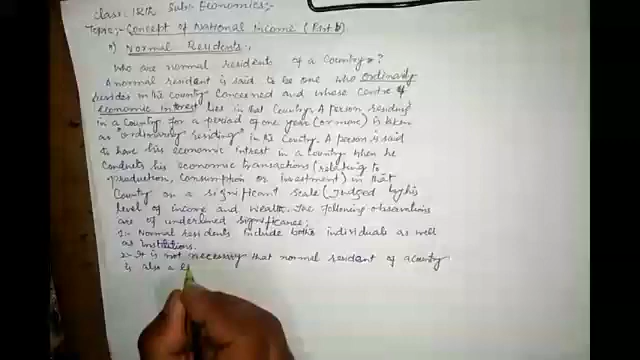 Class:- 12th Sub:- Economics:-
Topic:- Concept of National Income (Part
Normal Residents:-
Who are normal residents of a Country?
A normal resident is said to be one who ordinarily
resides in the country concerned and whose centre of
economic interest lies in that Country. A person residing
in a country for a period of one year (or more) is taken
as "ordinarily residing" in the country. A person is said
to have his economic interest in a country when he
conducts his economic transactions (relating to
production, consumption or investment) in that
Country on a significant scale (judged by his
level of income and wealth. The following observations
are of underlined significance:
1:- Normal residents include both individuals as well
as institutions.
2:- It is not necessary that normal resident of a country
is also a